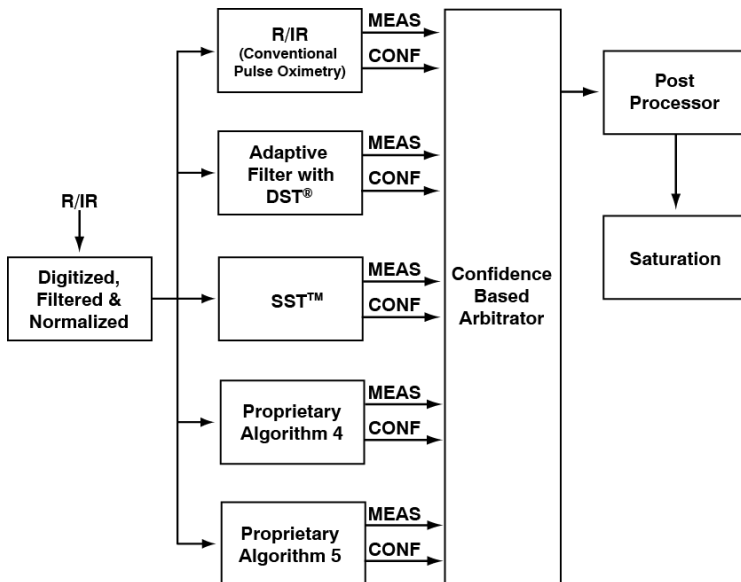 R/IR
Digitized,
Filtered &
Normalized
R/IR
(Conventional
Pulse Oximetry)
MEAS
CONF
Adaptive
Filter with
DST®
MEAS
CONF
SST™
MEAS
CONF
Proprietary
Algorithm 4
MEAS
CONF
Proprietary
Algorithm 5
MEAS
CONF
Confidence
Based
Arbitrator
Post
Processor
Saturation